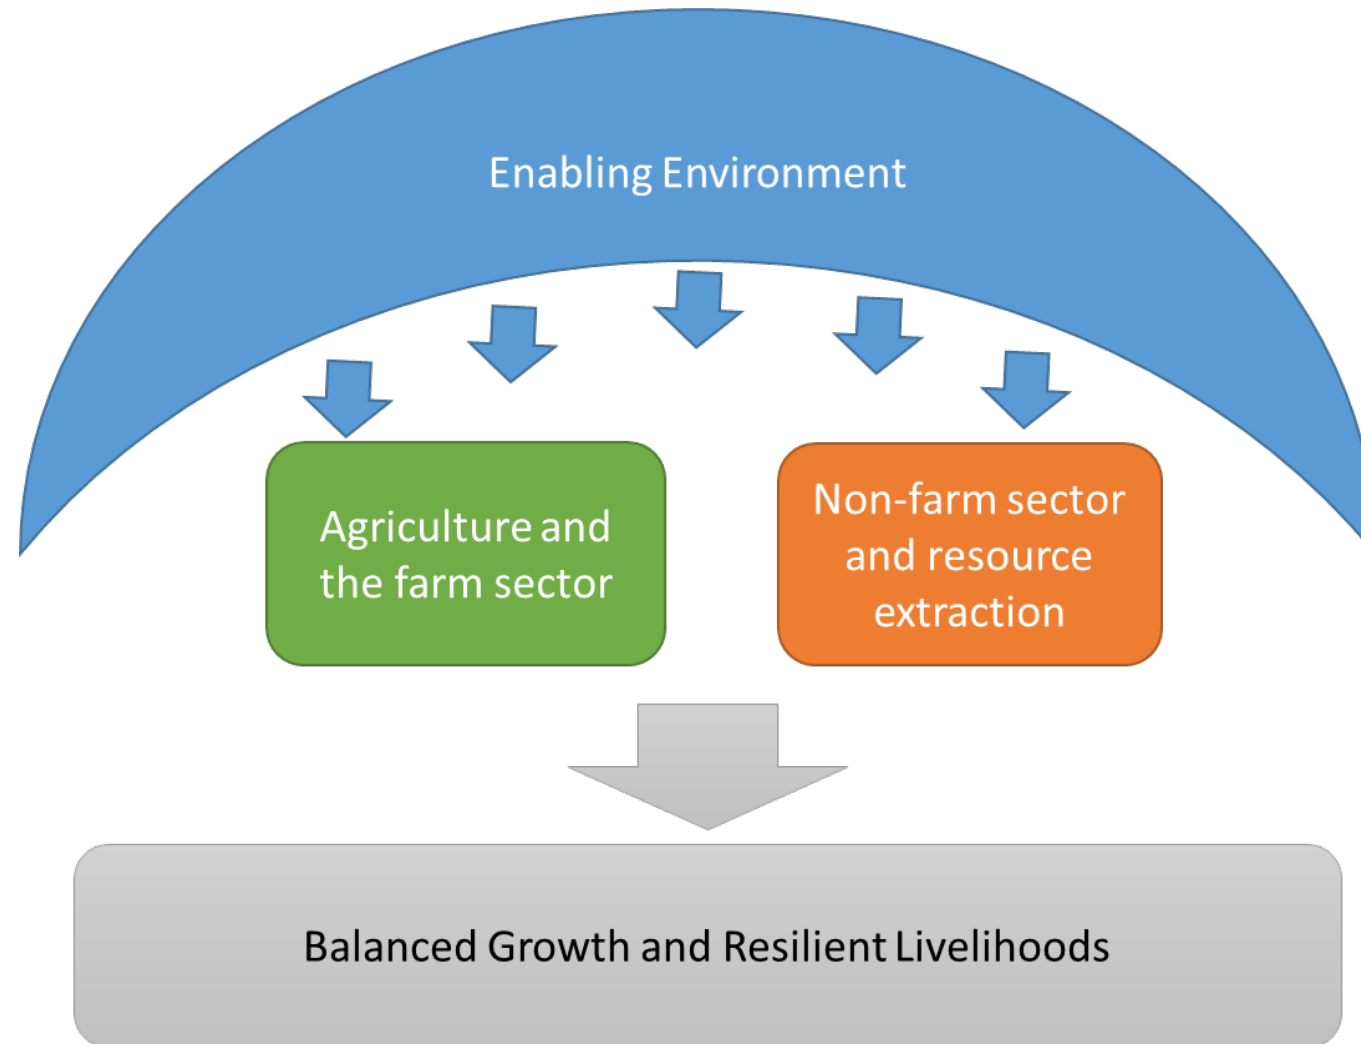 Enabling Environment
Agriculture and
the farm sector
Non-farm sector
and resource
extraction
Balanced Growth and Resilient Livelihoods